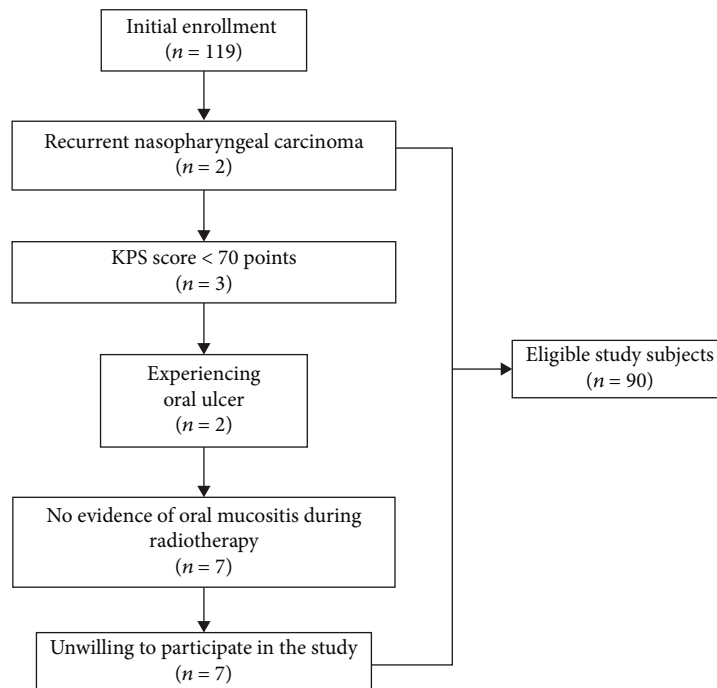 Initial enrollment
(n = 119)
Recurrent nasopharyngeal carcinoma
(n = 2)
KPS score < 70 points
(n = 3)
Experiencing
oral ulcer
(n = 2)
No evidence of oral mucositis during
radiotherapy
(n = 7)
Unwilling to participate in the study
(n = 7)
Eligible study subjects
(n = 90)